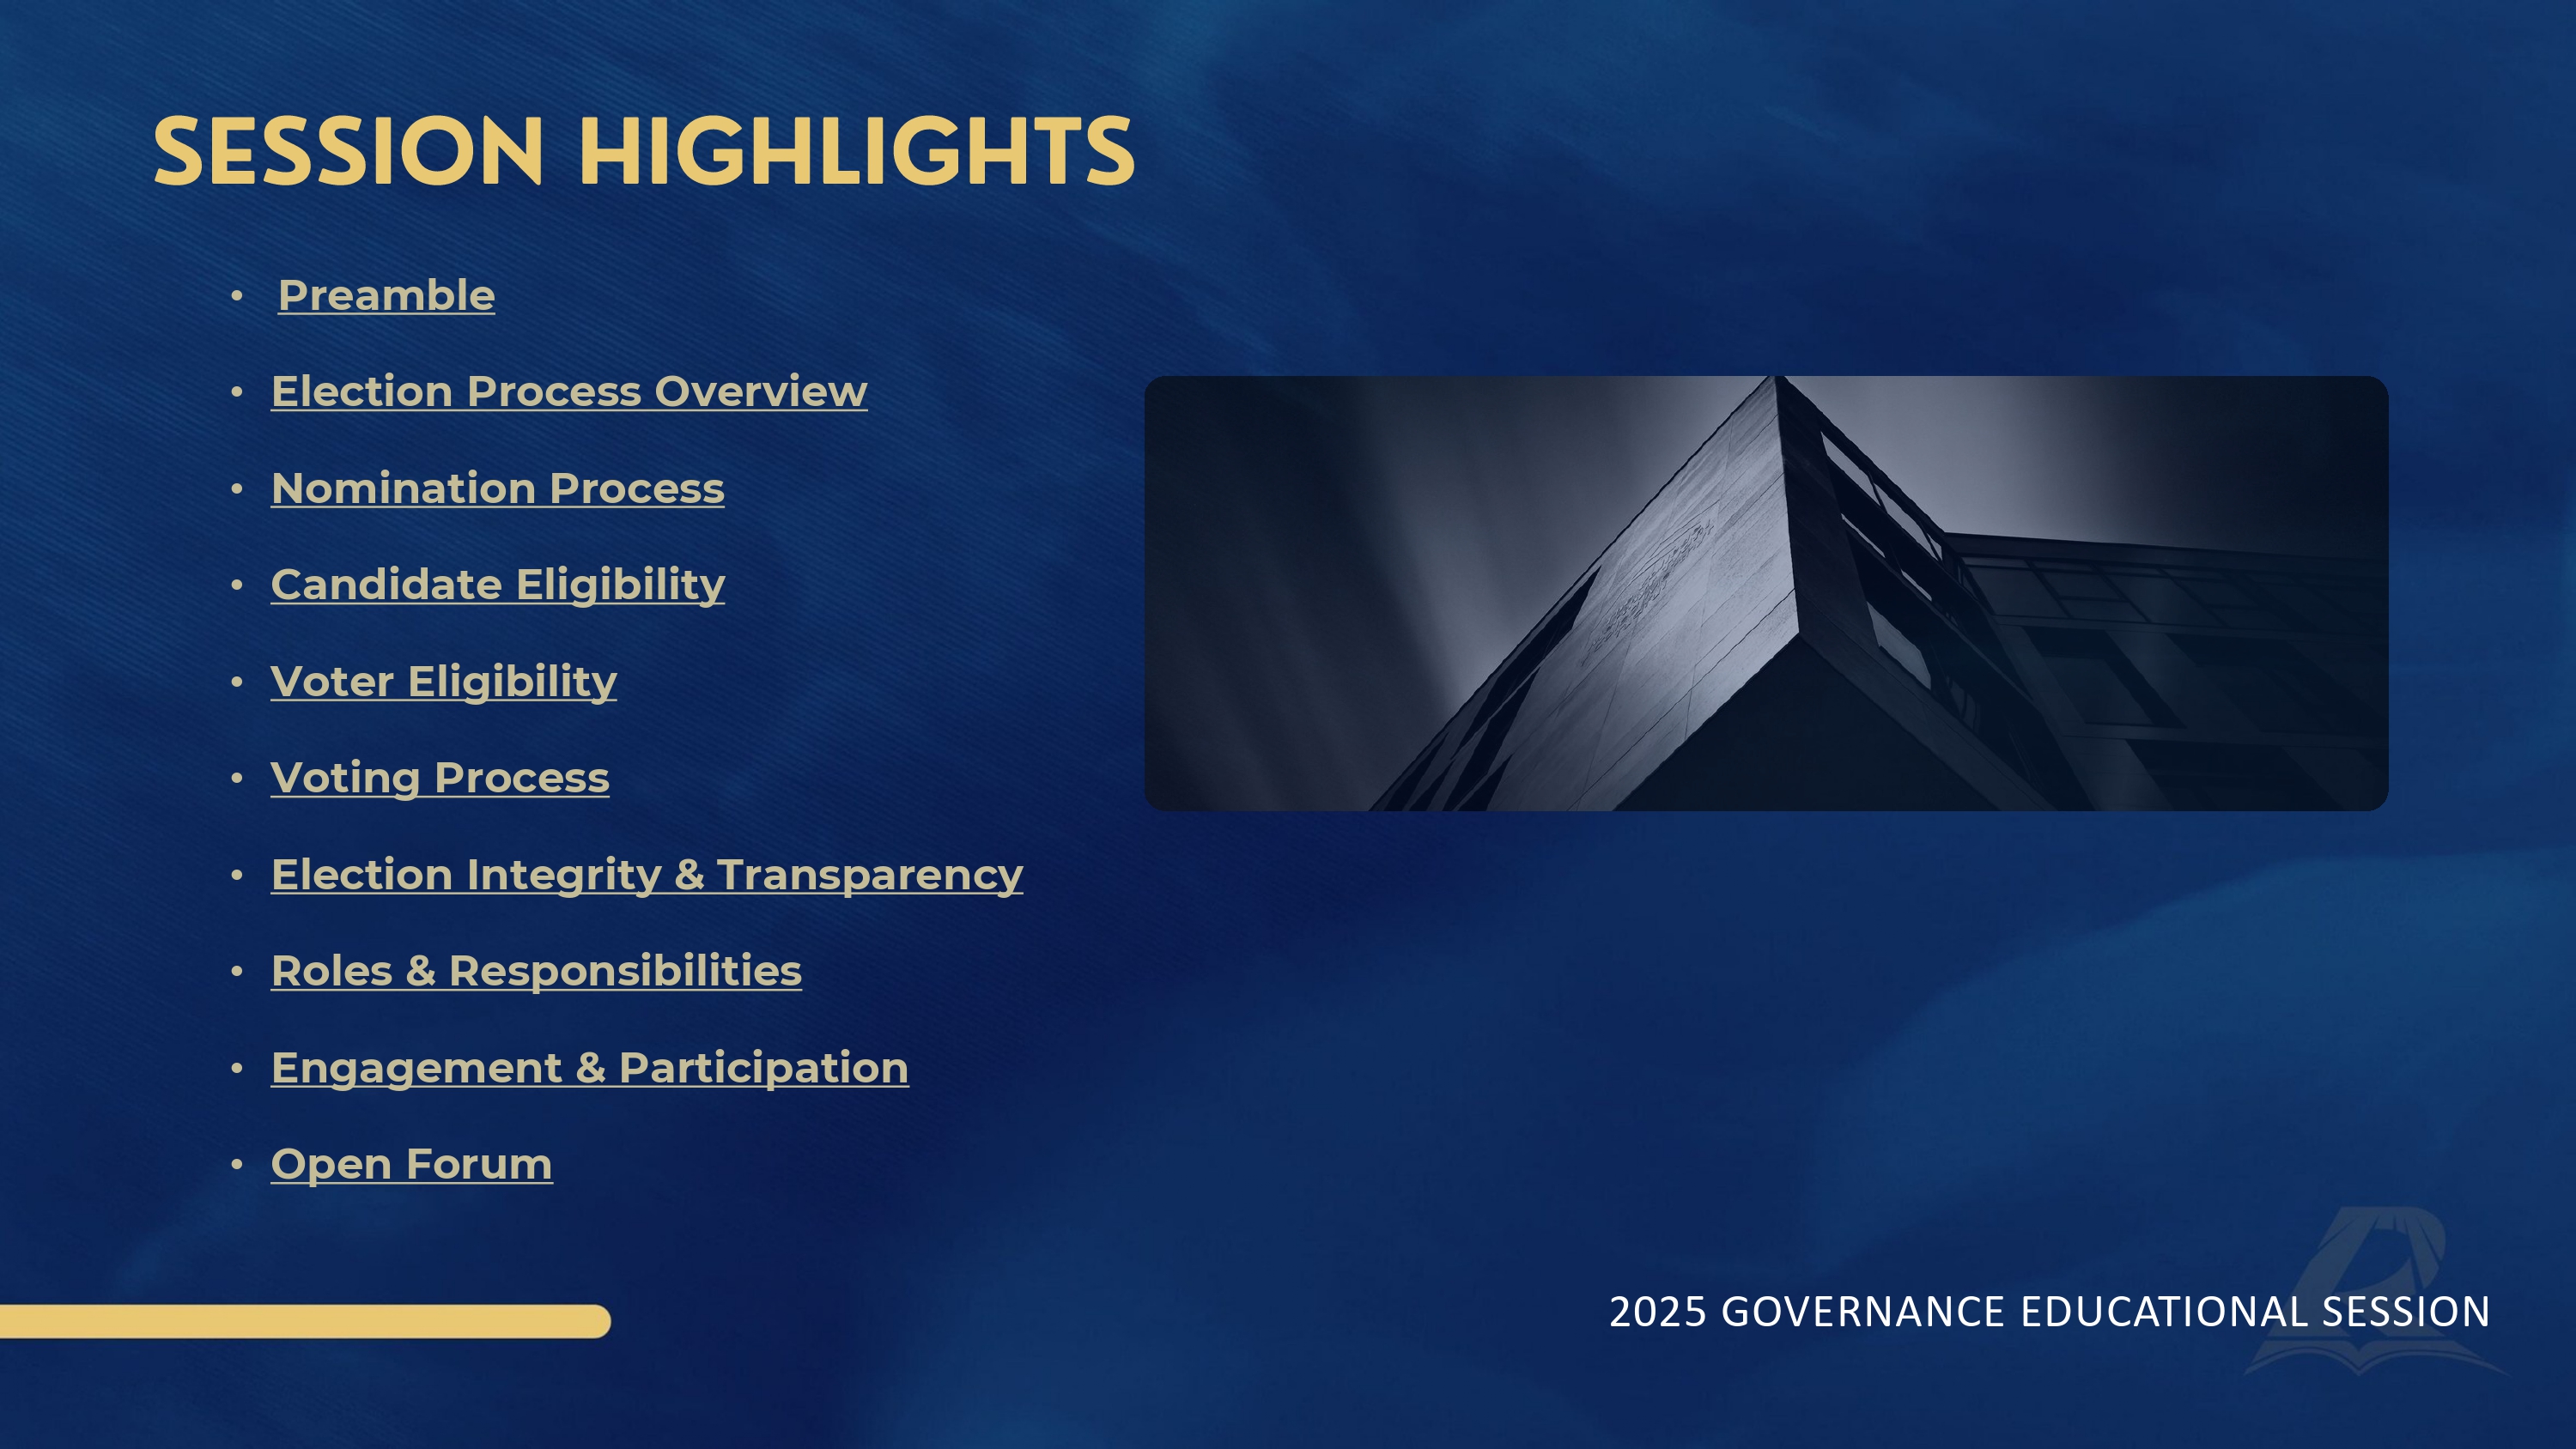 SESSION HIGHLIGHTS
• Preamble
• Election Process Overview
• Nomination Process
• Candidate Eligibility
• Voter Eligibility
• Voting Process
• Election Integrity & Transparency
• Roles & Responsibilities
• Engagement & Participation
• Open Forum
2025 GOVERNANCE EDUCATIONAL SESSION